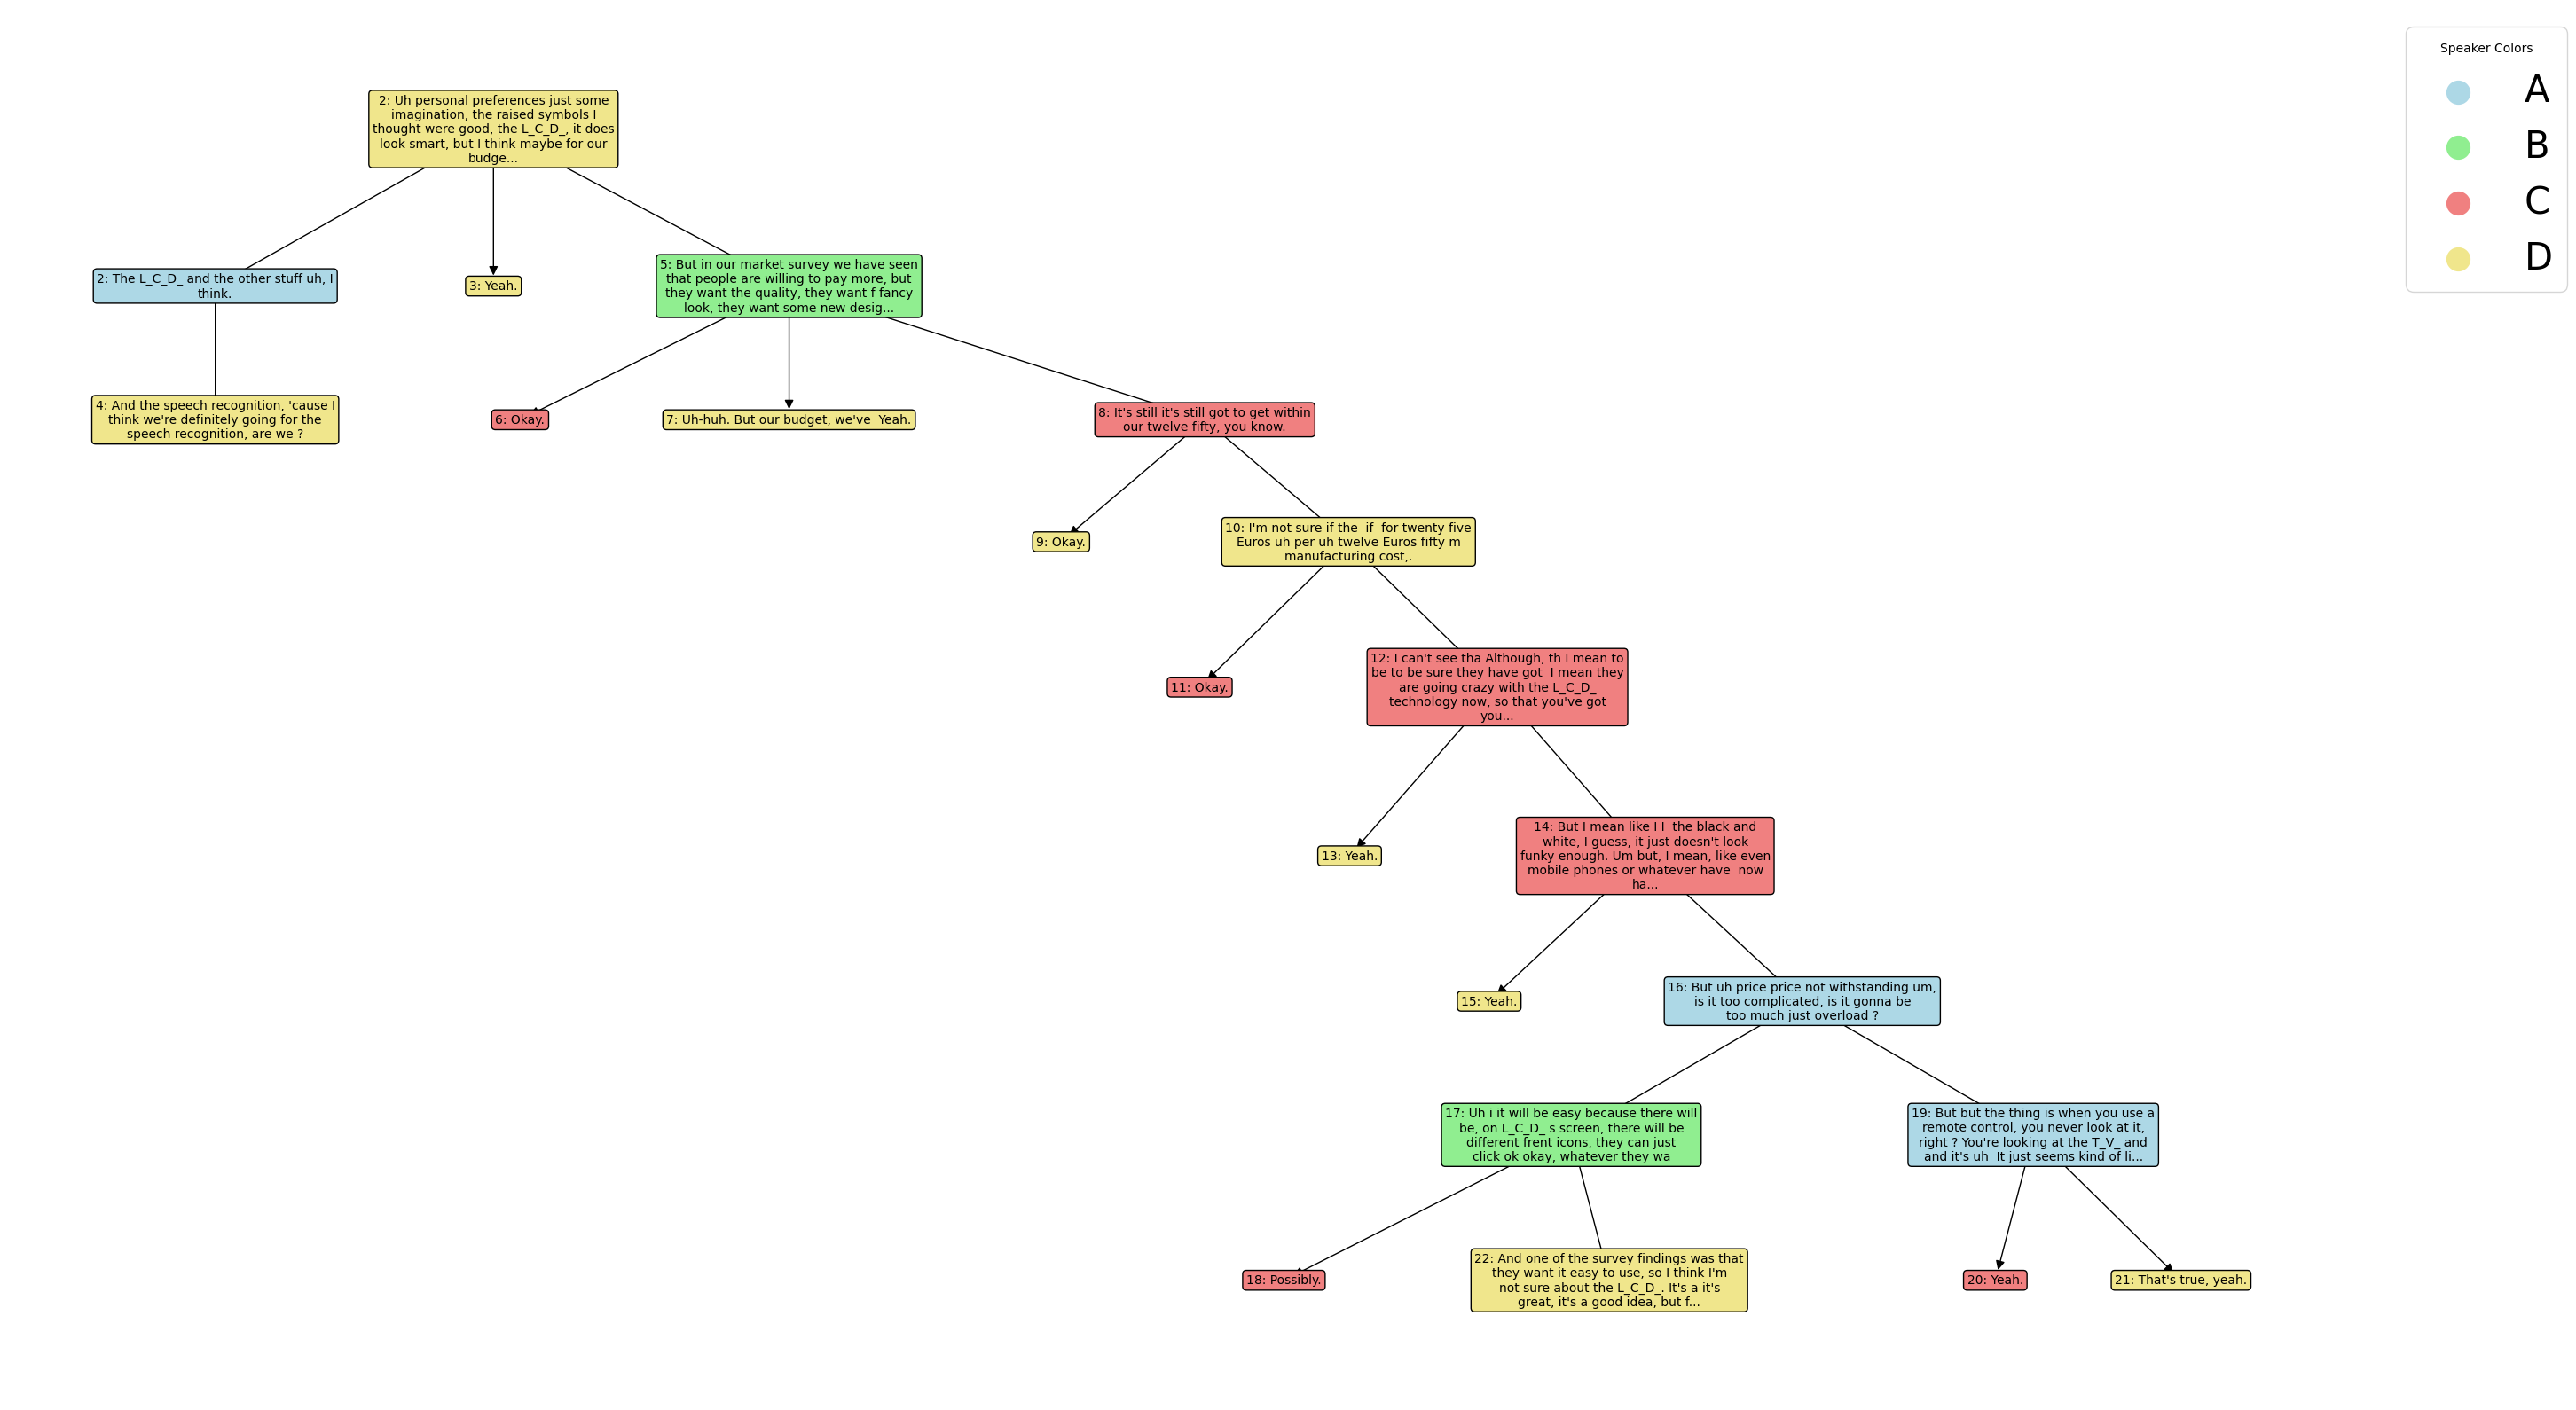 Speaker Colors
A
B
C
D
2: Uh personal preferences just some
imagination, the raised symbols I
thought were good, the L_C_D_, it does
look smart, but I think maybe for our
budge...
2: The L_C_D_ and the other stuff uh, I
think.
3: Yeah.
5: But in our market survey we have seen
that people are willing to pay more, but
they want the quality, they want f fancy
look, they want some new desig...
4: And the speech recognition, 'cause I
think we're definitely going for the
speech recognition, are we ?
6: Okay.
7: Uh-huh. But our budget, we've  Yeah.
8: It's still it's still got to get within
our twelve fifty, you know.
9: Okay.
10: I'm not sure if the  if  for twenty five
Euros uh per uh twelve Euros fifty m
manufacturing cost,.
11: Okay.
12: I can't see tha Although, th I mean to
be to be sure they have got  I mean they
are going crazy with the L_C_D_
technology now, so that you've got
you...
13: Yeah.
14: But I mean like I I  the black and
white, I guess, it just doesn't look
funky enough. Um but, I mean, like even
mobile phones or whatever have  now
ha...
15: Yeah.
16: But uh price price not withstanding um,
is it too complicated, is it gonna be
too much just overload ?
17: Uh i it will be easy because there will
be, on L_C_D_ s screen, there will be
different frent icons, they can just
click ok okay, whatever they wa
19: But but the thing is when you use a
remote control, you never look at it,
right ? You're looking at the T_V_ and
and it's uh  It just seems kind of li...
18: Possibly.
22: And one of the survey findings was that
they want it easy to use, so I think I'm
not sure about the L_C_D_. It's a it's
great, it's a good idea, but f...
20: Yeah.
21: That's true, yeah.